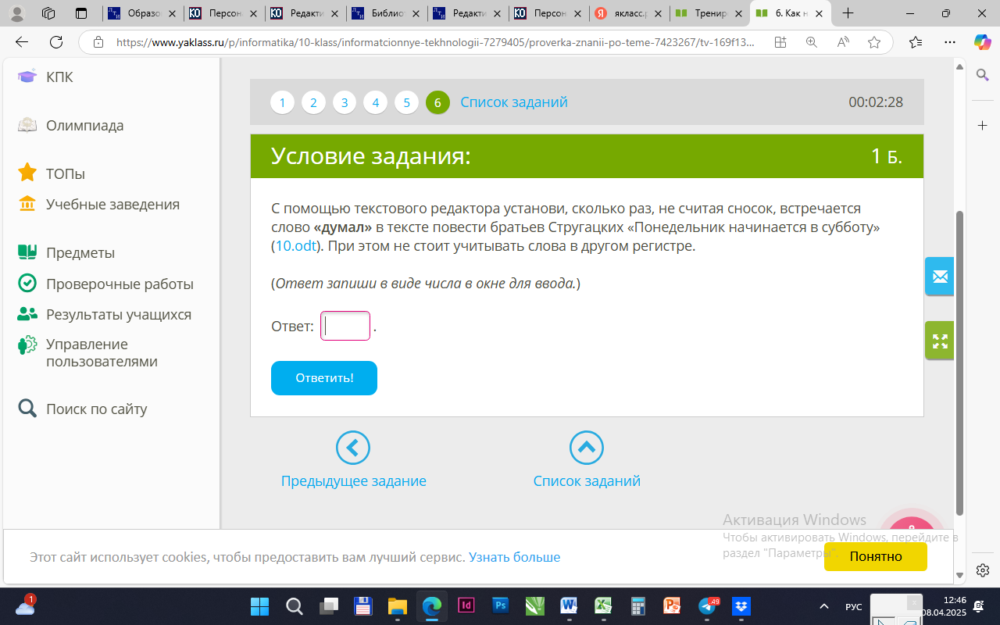 Образо
Персон
Редакти
Библиот
Редакти
Персон
якласс.р
Тренир
6. Как н
https://www.yaklass.ru/p/informatika/10-klass/informatcionnye-tekhnologii-7279405/proverka-znanii-po-teme-7423267/tv-169f13...
КПК
Олимпиада
ТОПы
Учебные заведения
Предметы
Проверочные работы
Результаты учащихся
Управление
пользователями
Поиск по сайту
1 2 3 4 5 6 Список заданий 00:02:28
Условие задания: 1 Б.
С помощью текстового редактора установи, сколько раз, не считая сносок, встречается
слово «думал» в тексте повести братьев Стругацких «Понедельник начинается в субботу»
(10.odt). При этом не стоит учитывать слова в другом регистре.
(Ответ запиши в виде числа в окне для ввода.)
Ответ: .
Ответить!
Предыдущее задание Список заданий
Активация Windows
Чтобы активировать Windows, перейдите в
раздел "Параметры".
Этот сайт использует cookies, чтобы предоставить вам лучший сервис. Узнать больше
Понятно
1
.49
РУС
12:46
08.04.2025